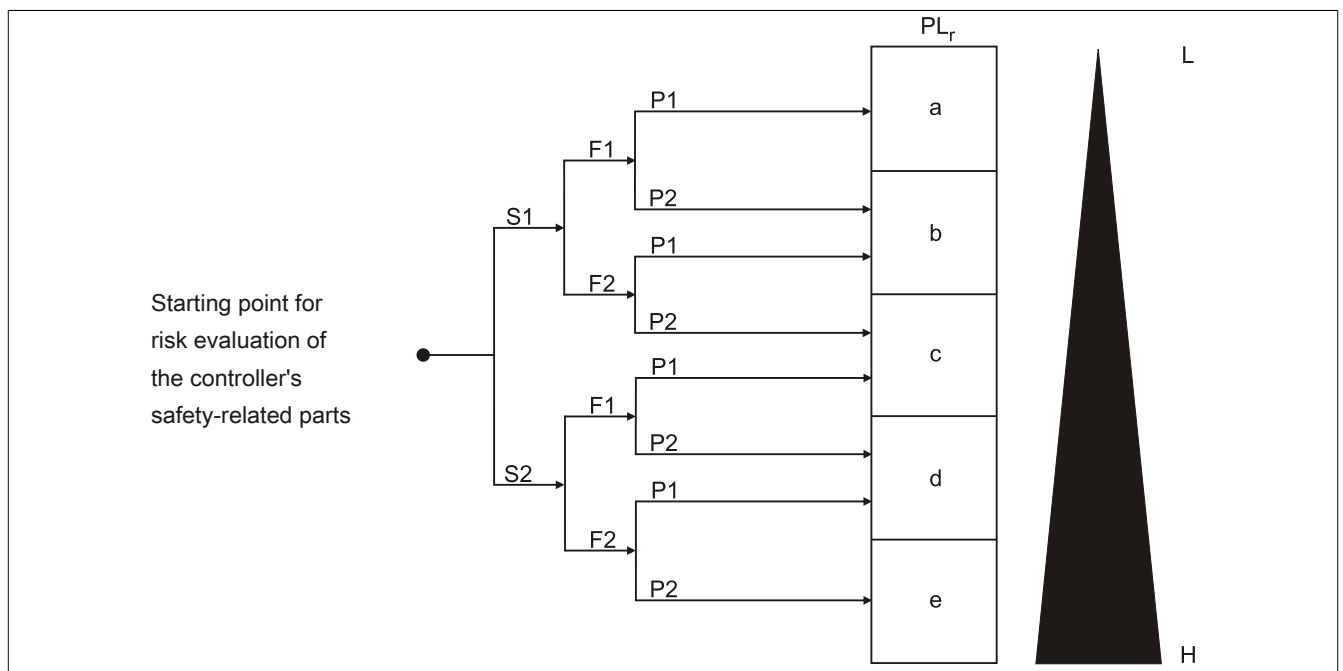 PLr
L
P1
a
F1
P2
S1
b
P1
F2
Starting point for
risk evaluation of
the controller's
safety-related parts
P2
c
P1
F1
P2
S2
d
P1
F2
P2
e
H